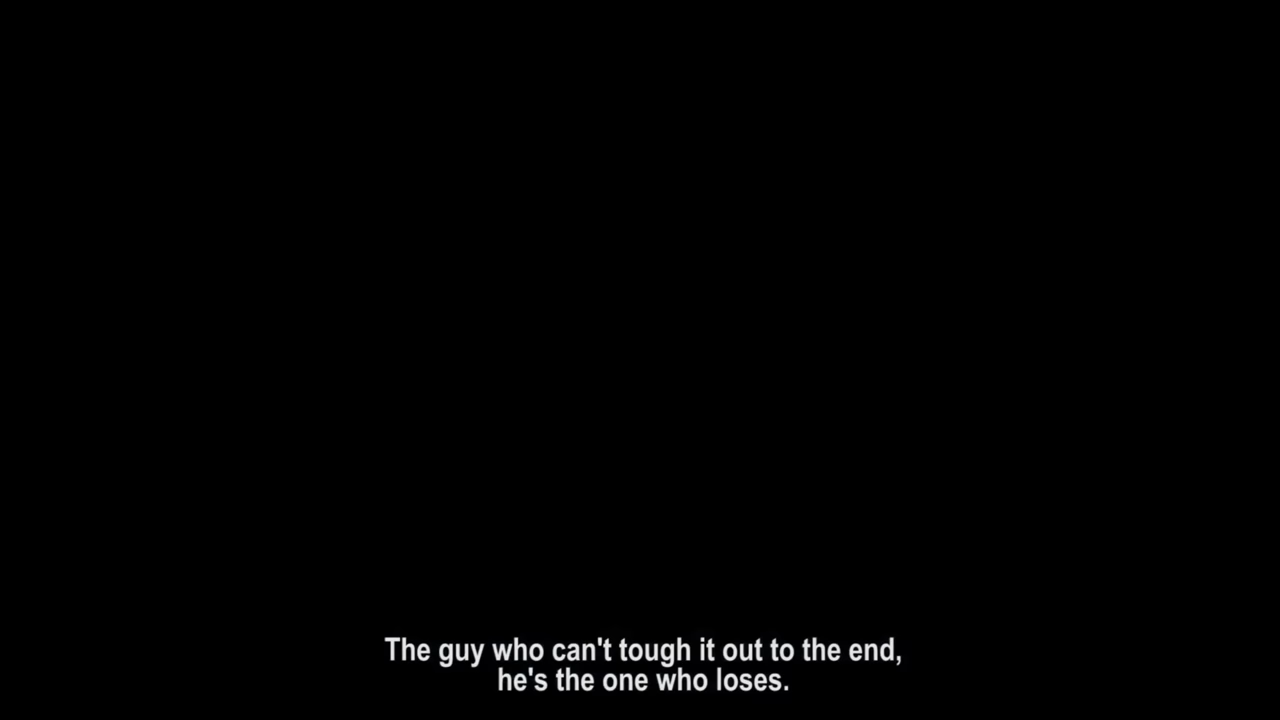 The guy who can't tough it out to the end,
he's the one who loses.